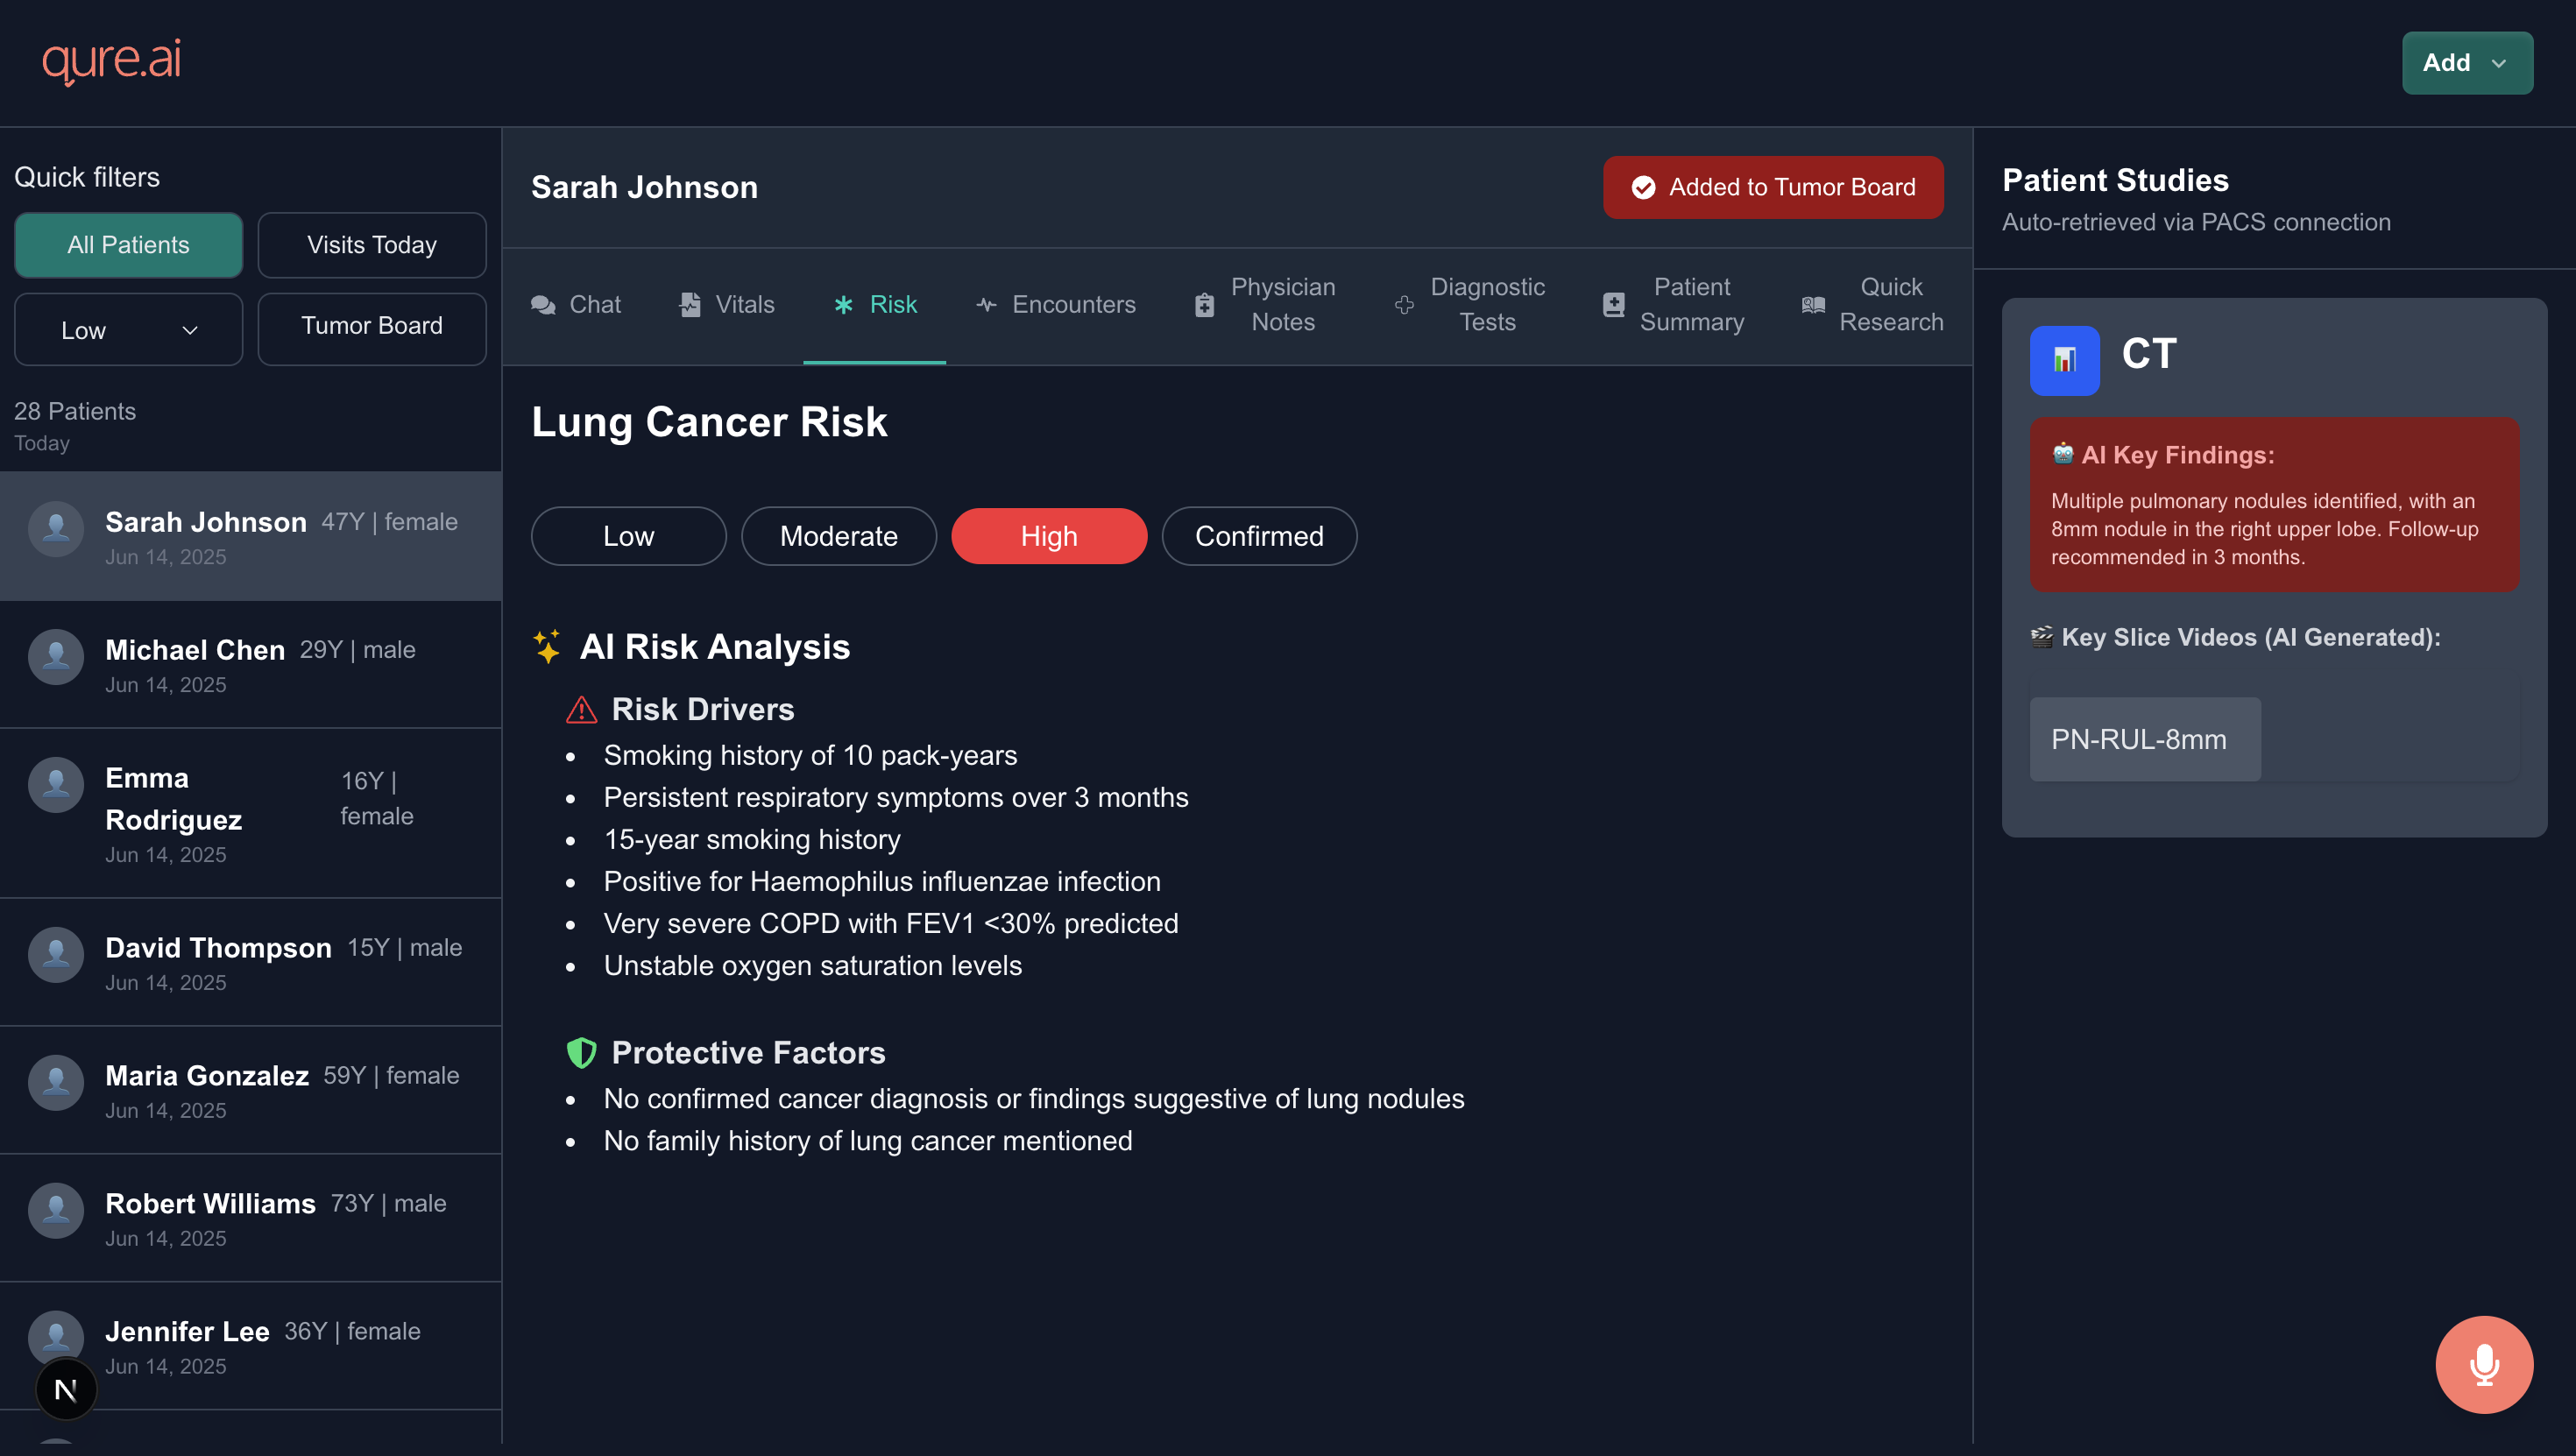 qure.ai
Add
Quick filters
All Patients
Visits Today
Low
Tumor Board
28 Patients
Today
Sarah Johnson 47Y | female
Jun 14, 2025
Michael Chen 29Y | male
Jun 14, 2025
Emma
Rodriguez
16Y |
female
Jun 14, 2025
David Thompson 15Y | male
Jun 14, 2025
Maria Gonzalez 59Y | female
Jun 14, 2025
Robert Williams 73Y | male
Jun 14, 2025
Jennifer Lee 36Y | female
Jun 14, 2025
N
Sarah Johnson
Added to Tumor Board
Chat
Vitals
Risk
Encounters
Physician
Notes
Diagnostic
Tests
Patient
Summary
Quick
Research
Lung Cancer Risk
Low
Moderate
High
Confirmed
AI Risk Analysis
Risk Drivers
• Smoking history of 10 pack-years
• Persistent respiratory symptoms over 3 months
• 15-year smoking history
• Positive for Haemophilus influenzae infection
• Very severe COPD with FEV1 <30% predicted
• Unstable oxygen saturation levels
Protective Factors
• No confirmed cancer diagnosis or findings suggestive of lung nodules
• No family history of lung cancer mentioned
Patient Studies
Auto-retrieved via PACS connection
CT
AI Key Findings:
Multiple pulmonary nodules identified, with an
8mm nodule in the right upper lobe. Follow-up
recommended in 3 months.
Key Slice Videos (AI Generated):
PN-RUL-8mm